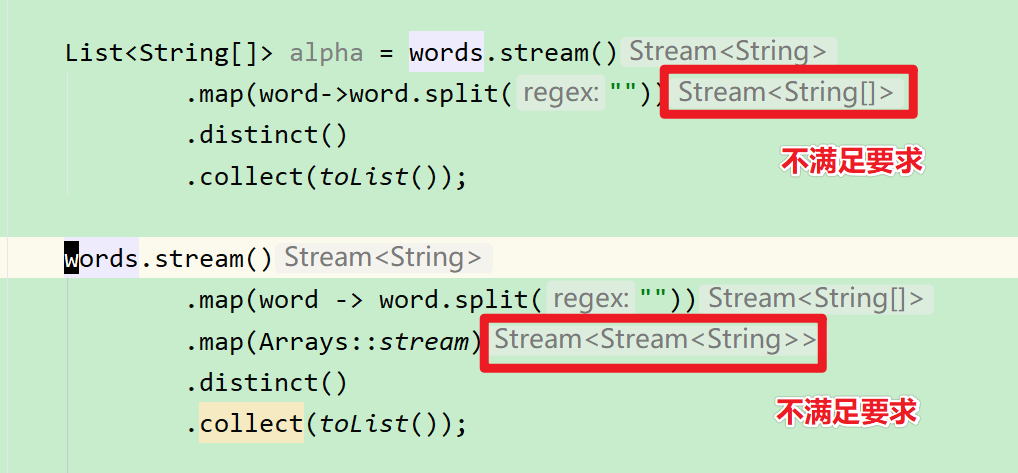 List<String[]> alpha = words.stream() Stream<String>
.map(word->word.split( regex: "")) Stream<String[]>
.distinct()
不满足要求
.collect(toList());
words.stream() Stream<String>
.map(word -> word.split( regex: "")) Stream<String[]>
.map(Arrays::stream) Stream<Stream<String>>
.distinct()
不满足要求
.collect(toList());